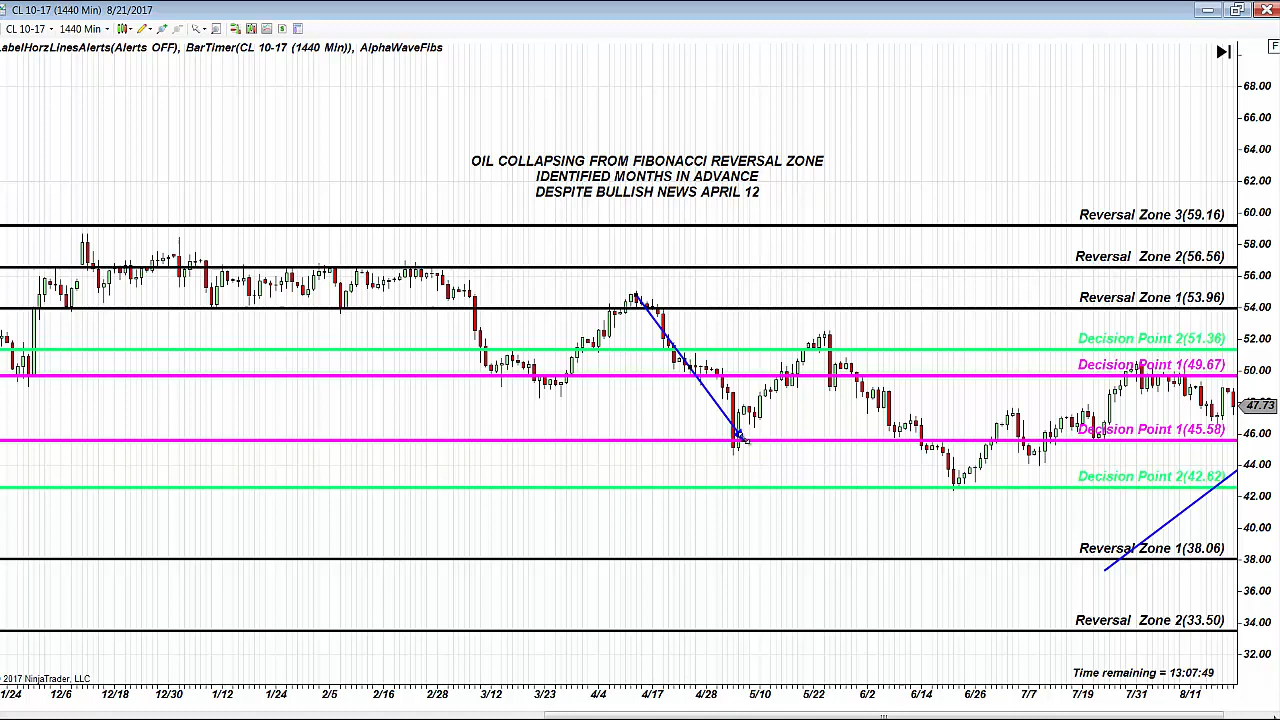 CL 10-17 (1440 Min)  8/21/2017
CL 10-17 1440 Min
LabelHorzLinesAlerts(Alerts OFF), BarTimer(CL 10-17 (1440 Min)), AlphaWaveFibs
F
OIL COLLAPSING FROM FIBONACCI REVERSAL ZONE
IDENTIFIED MONTHS IN ADVANCE
DESPITE BULLISH NEWS APRIL 12
68.00
66.00
64.00
62.00
60.00
Reversal Zone 3(59.16)
58.00
Reversal Zone 2(56.56)
56.00
Reversal Zone 1(53.96)
54.00
Decision Point 2(51.36)
52.00
Decision Point 1(49.67)
50.00
47.73
Decision Point 1(45.58)
46.00
44.00
Decision Point 2(42.62)
42.00
40.00
Reversal Zone 1(38.06)
38.00
36.00
Reversal Zone 2(33.50)
34.00
32.00
Time remaining = 13:07:49
© 2017 NinjaTrader, LLC
1/24 12/6 12/18 12/30 1/12 2/5 2/16 2/28 3/12 3/23 4/4 4/17 4/28 5/10 5/22 6/2 6/14 6/26 7/7 7/19 7/31 8/11